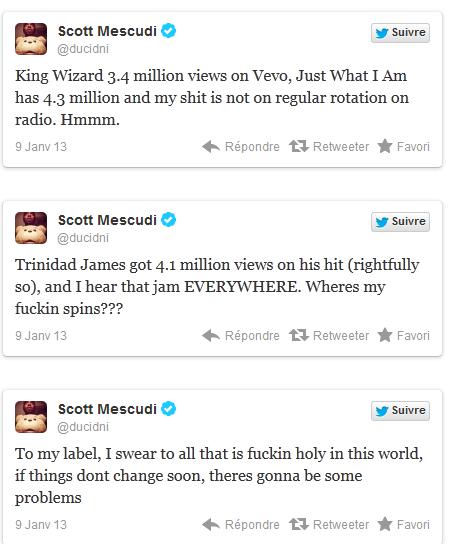 Scott Mescudi
Suivre
@ducidni
King Wizard 3.4 million views on Vevo, Just What I Am
has 4.3 million and my shit is not on regular rotation on
radio. Hmmm.
9 Janv 13 Répondre Retweeter Favori
Scott Mescudi
Suivre
@ducidni
Trinidad James got 4.1 million views on his hit (rightfully
so), and I hear that jam EVERYWHERE. Wheres my
fuckin spins???
9 Janv 13 Répondre Retweeter Favori
Scott Mescudi
Suivre
@ducidni
To my label, I swear to all that is fuckin holy in this world,
if things dont change soon, theres gonna be some
problems
9 Janv 13 Répondre Retweeter Favori